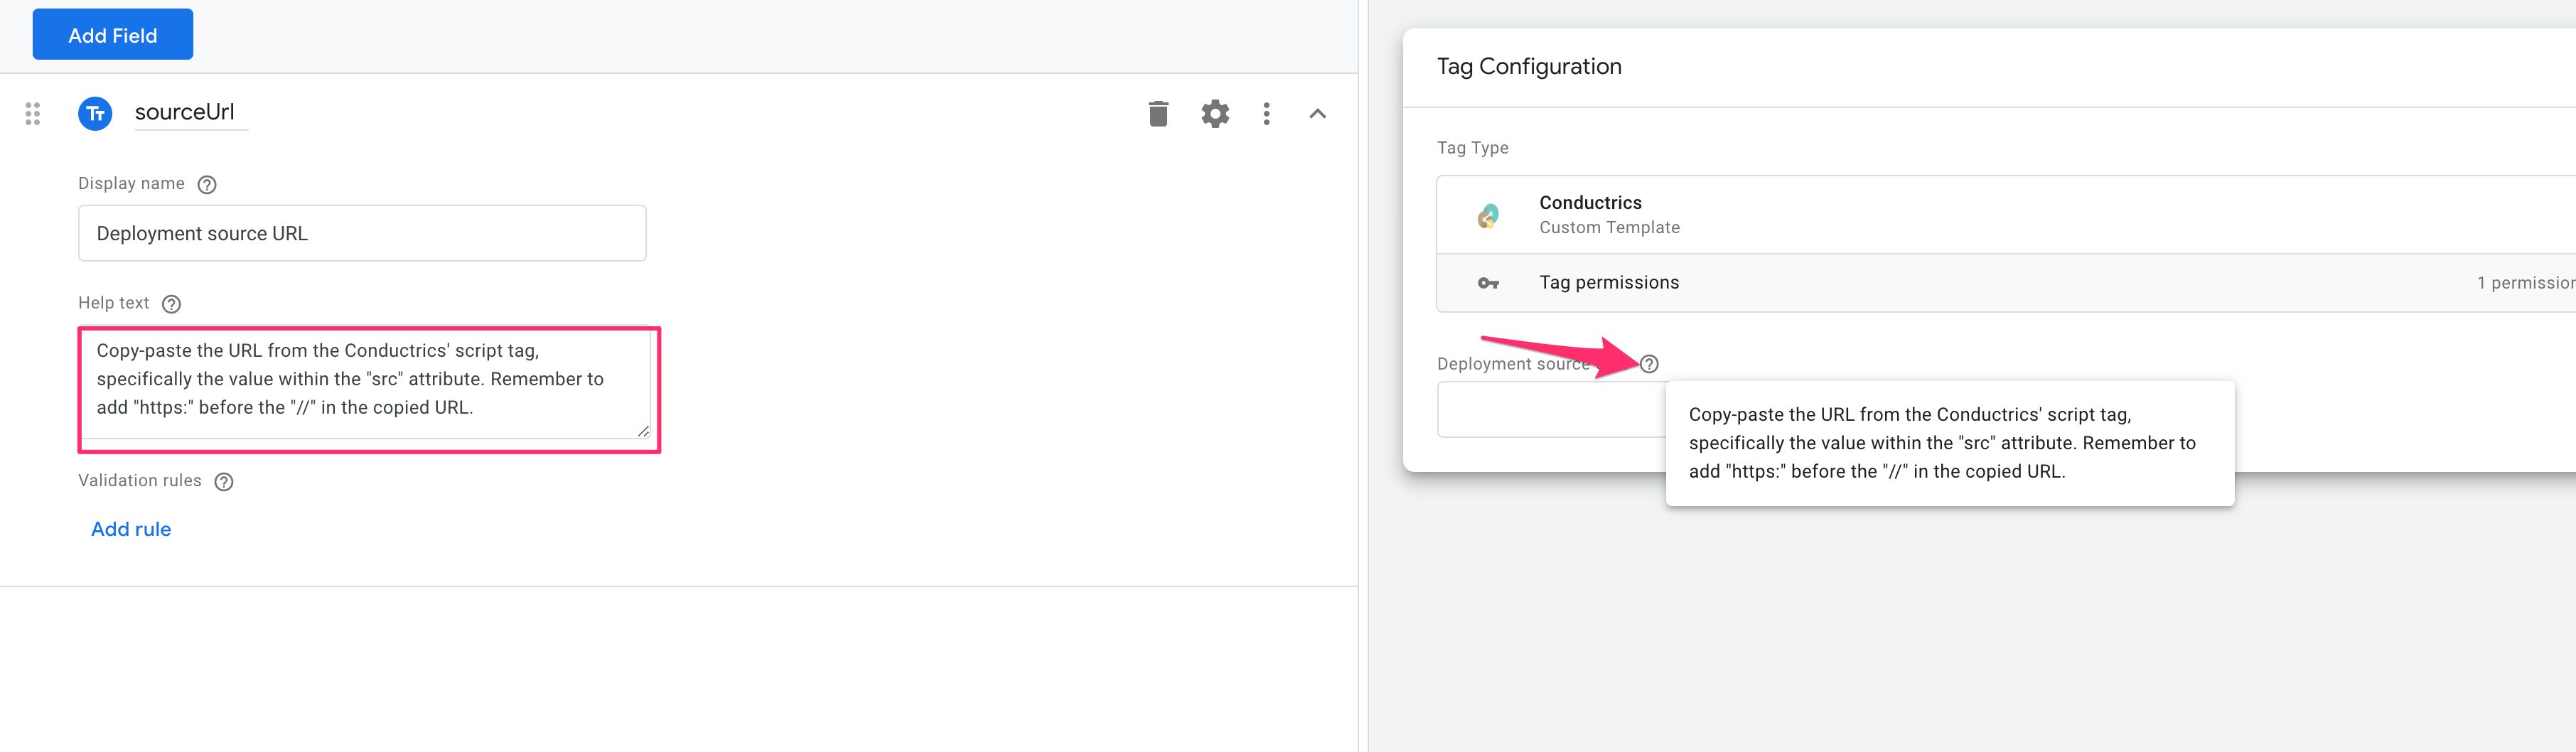 Add Field
sourceUrl
Display name
Deployment source URL
Help text
Copy-paste the URL from the Conductrics' script tag,
specifically the value within the "src" attribute. Remember to
add "https:" before the "//" in the copied URL.
Validation rules
Add rule
Tag Configuration
Tag Type
Conductrics
Custom Template
Tag permissions
1 permission
Deployment source
Copy-paste the URL from the Conductrics' script tag,
specifically the value within the "src" attribute. Remember to
add "https:" before the "//" in the copied URL.